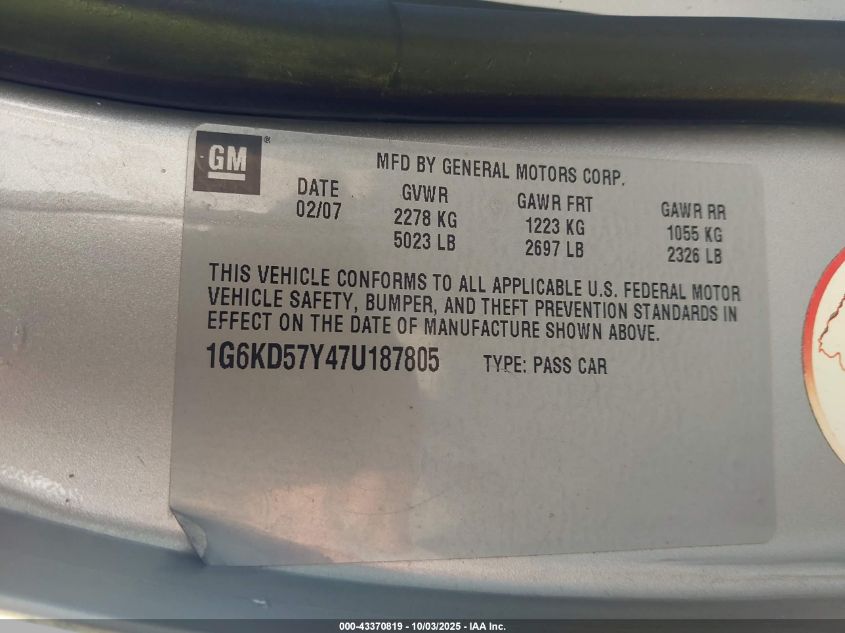 GM®
MFD BY GENERAL MOTORS CORP.
DATE GVWR GAWR FRT GAWR RR
02/07 2278 KG 1223 KG 1055 KG
5023 LB 2697 LB 2326 LB
THIS VEHICLE CONFORMS TO ALL APPLICABLE U.S. FEDERAL MOTOR
VEHICLE SAFETY, BUMPER, AND THEFT PREVENTION STANDARDS IN
EFFECT ON THE DATE OF MANUFACTURE SHOWN ABOVE.
1G6KD57Y47U187805 TYPE: PASS CAR
000-43370819 - 10/03/2025 - IAA Inc.